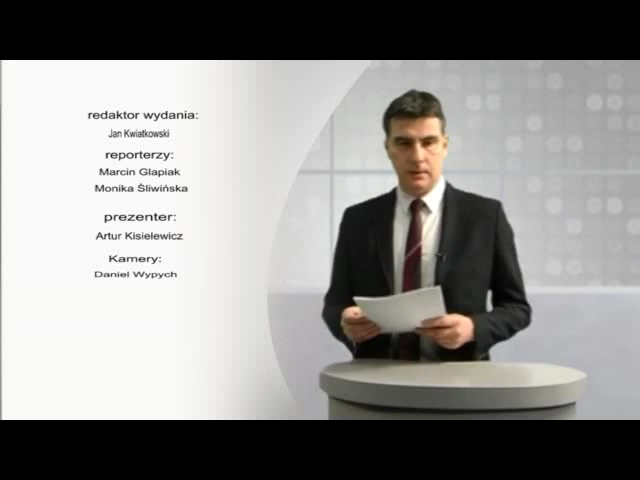 redaktor wydania:
Jan Kwiatkowski
reporterzy:
Marcin Glapiak
Monika Śliwińska
prezenter:
Artur Kisielewicz
Kamery:
Daniel Wypych